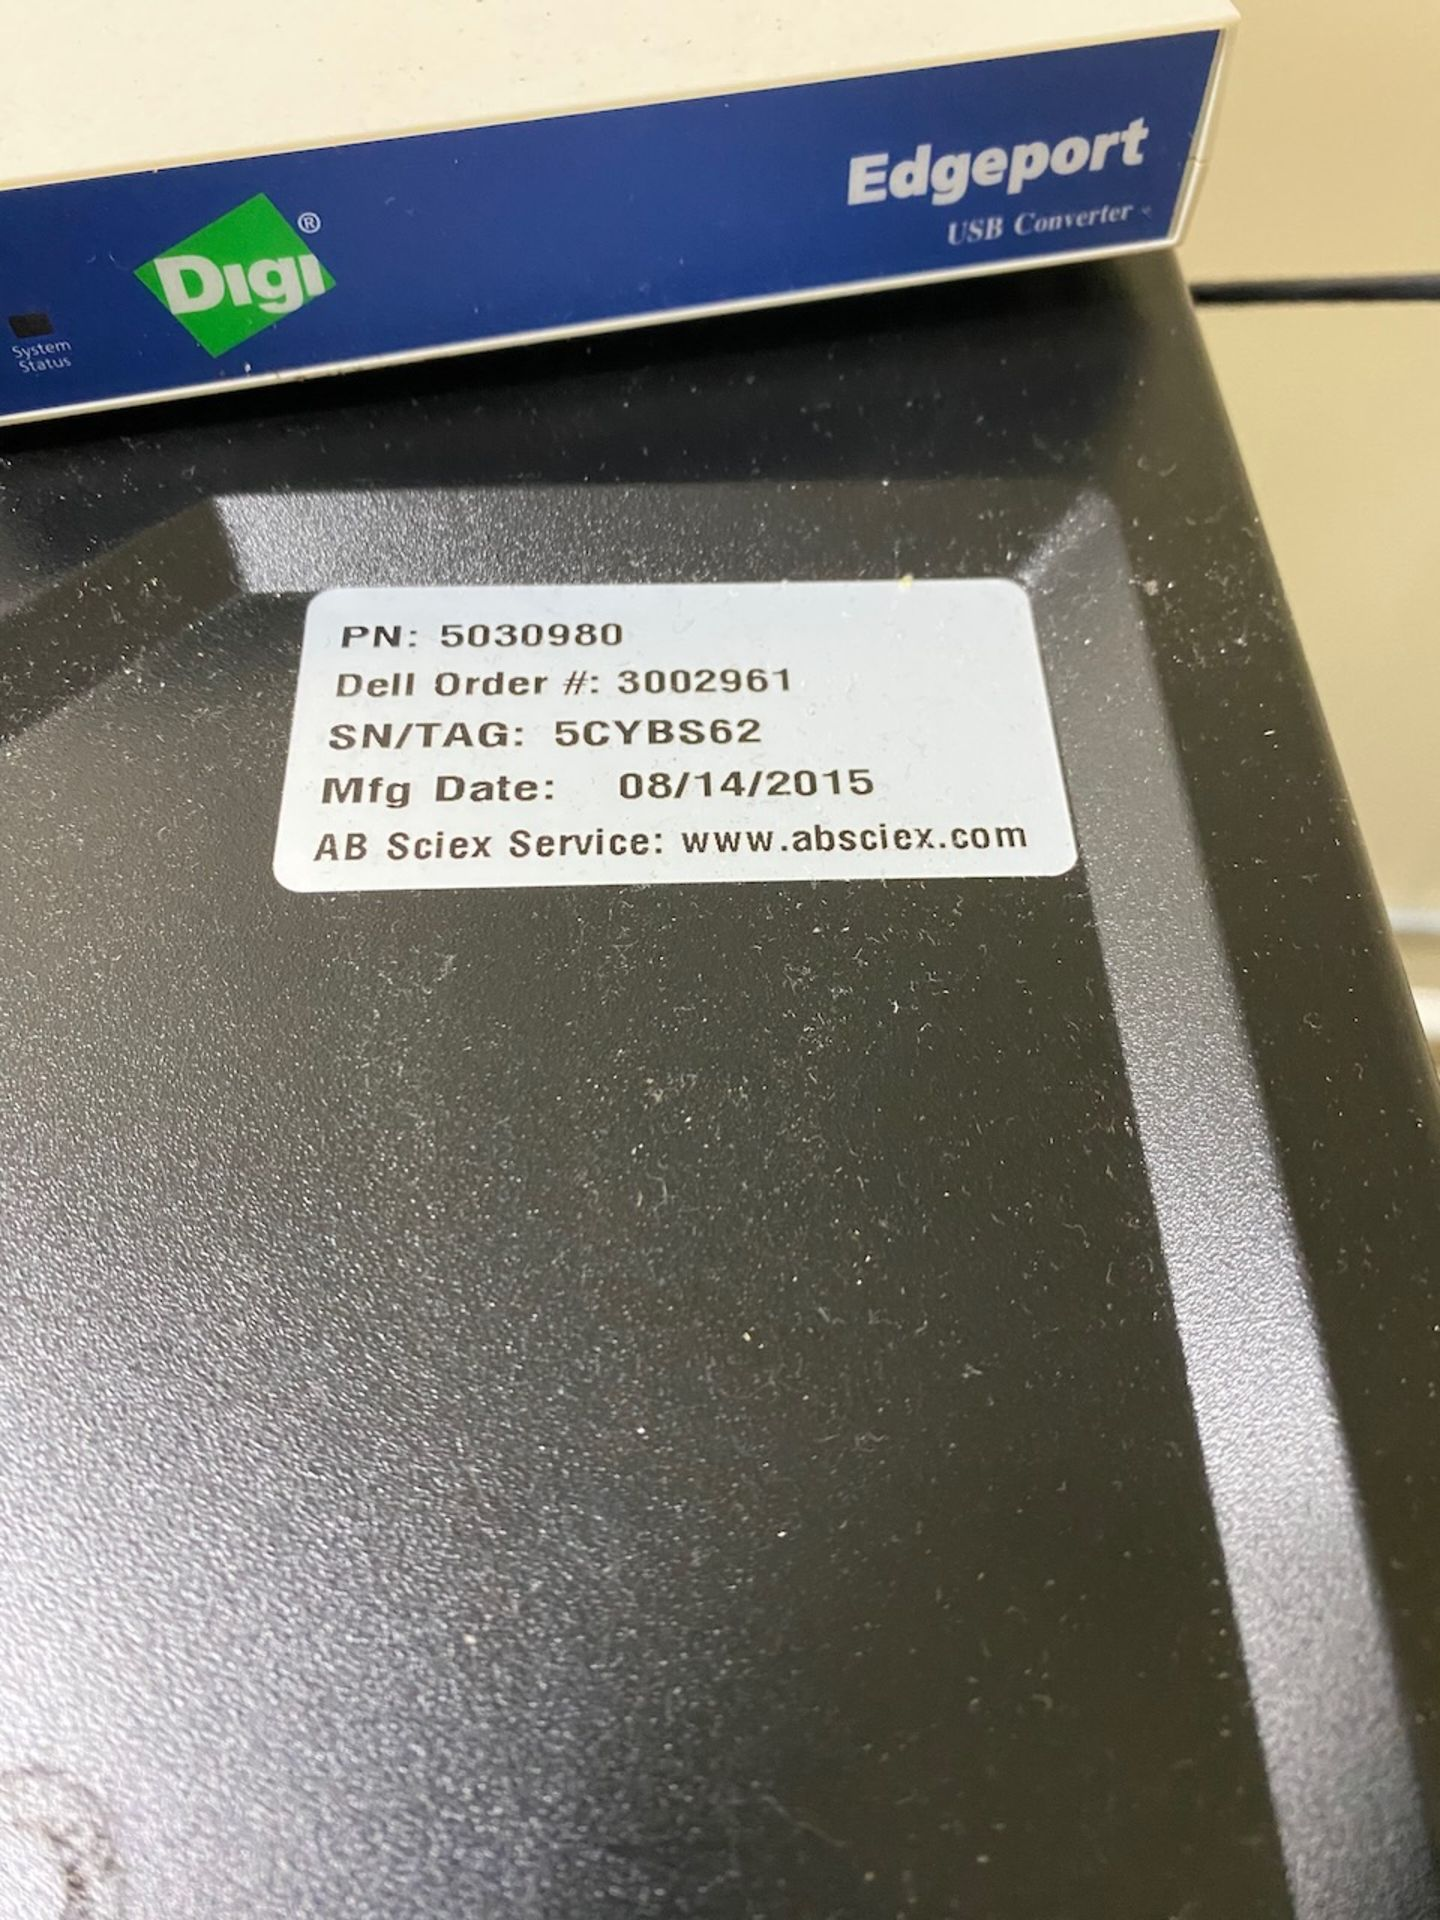 Edgeport
USB Converter
Digi®
System
Status
PN: 5030980
Dell Order #: 3002961
SN/TAG: 5CYBS62
Mfg Date: 08/14/2015
AB Sciex Service: www.absciex.com